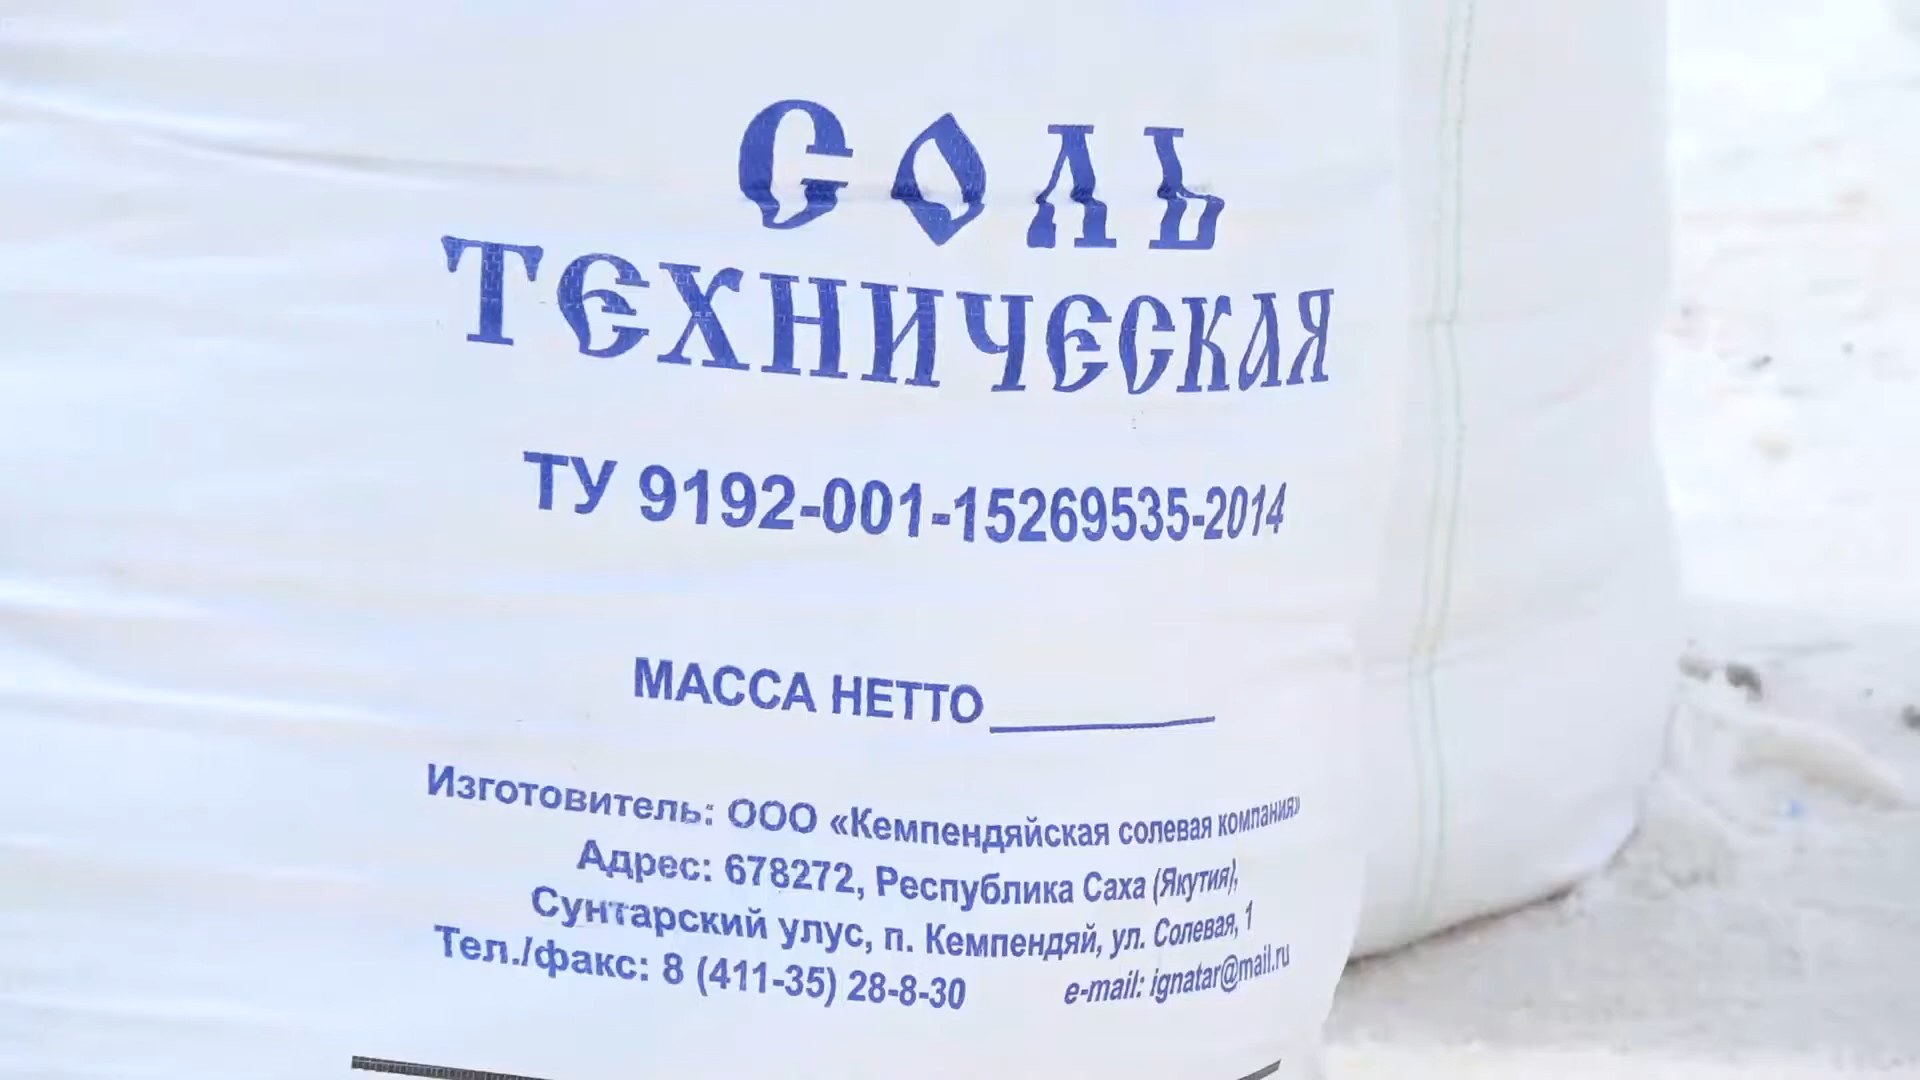 СОЛЬ
ТЕХНИЧЕСКАЯ
ТУ 9192-001-15269535-2014
МАССА НЕТТО__________
Изготовитель: ООО «Кемпендяйская солевая компания»
Адрес: 678272, Республика Саха (Якутия),
Сунтарский улус, п. Кемпендяй, ул. Солевая, 1
Тел./факс: 8 (411-35) 28-8-30 e-mail: ignatar@mail.ru